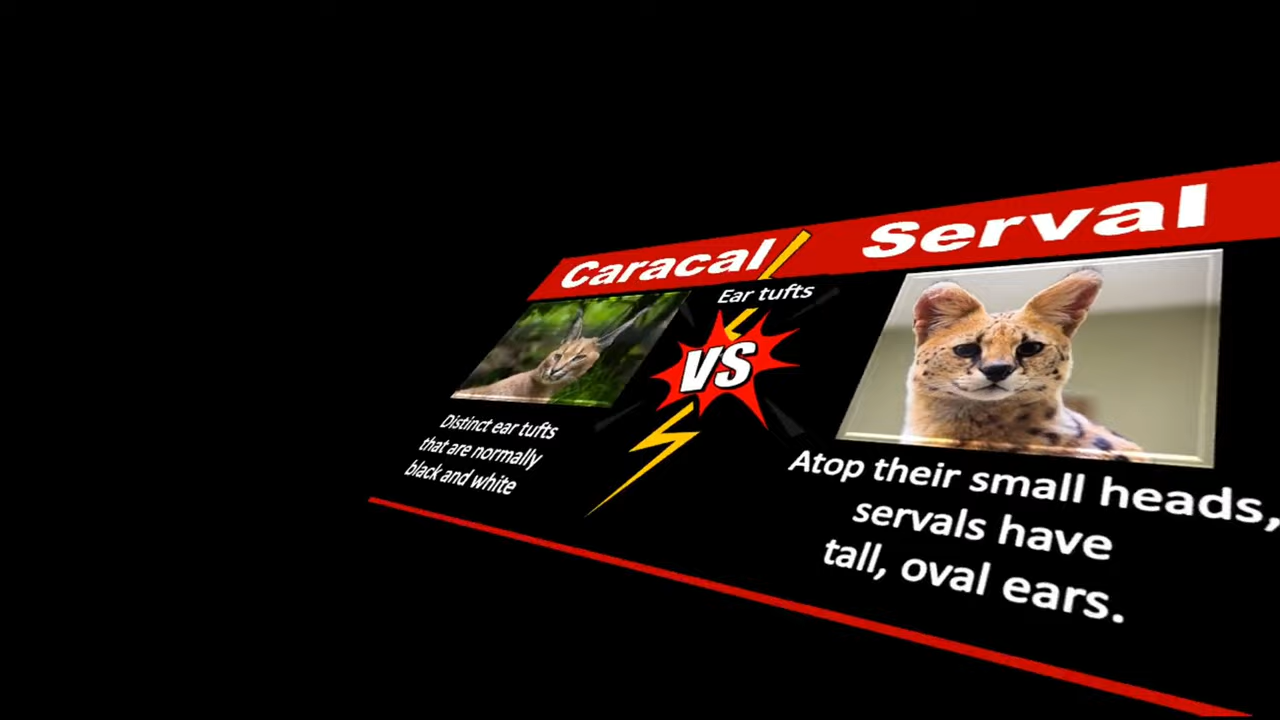 Caracal
Serval
Ear tufts
VS
Distinct ear tufts
that are normally
black and white
Atop their small heads,
servals have
tall, oval ears.